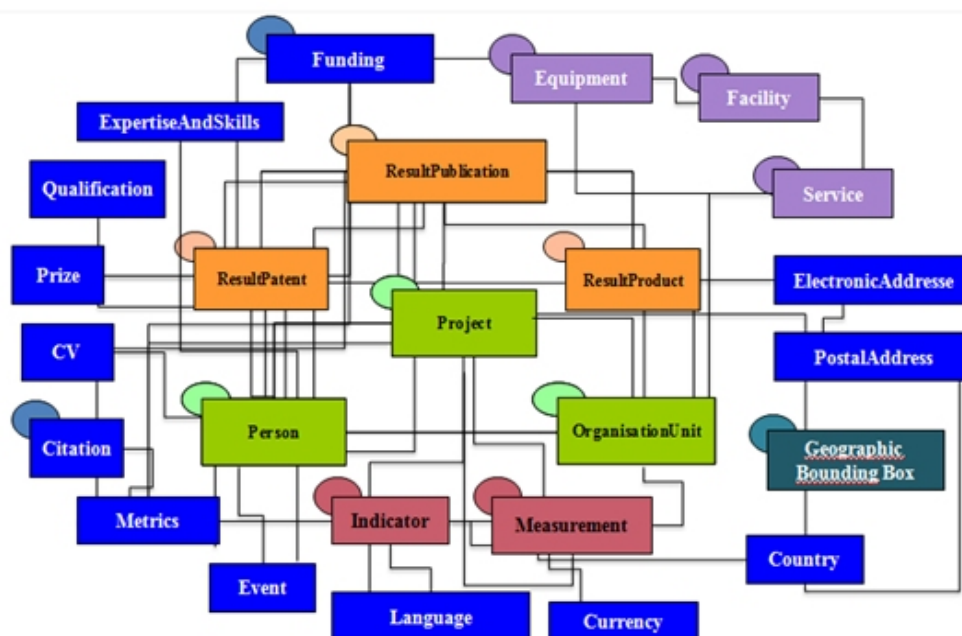 Funding
Equipment
Facility
ExpertiseAndSkills
ResultPublication
Qualification
Service
Prize
ResultPatent
ResultProduct
ElectronicAddresse
Project
CV
PostalAddress
Person
OrganisationUnit
Citation
Geographic
Bounding Box
Metrics
Indicator
Measurement
Country
Event
Language
Currency